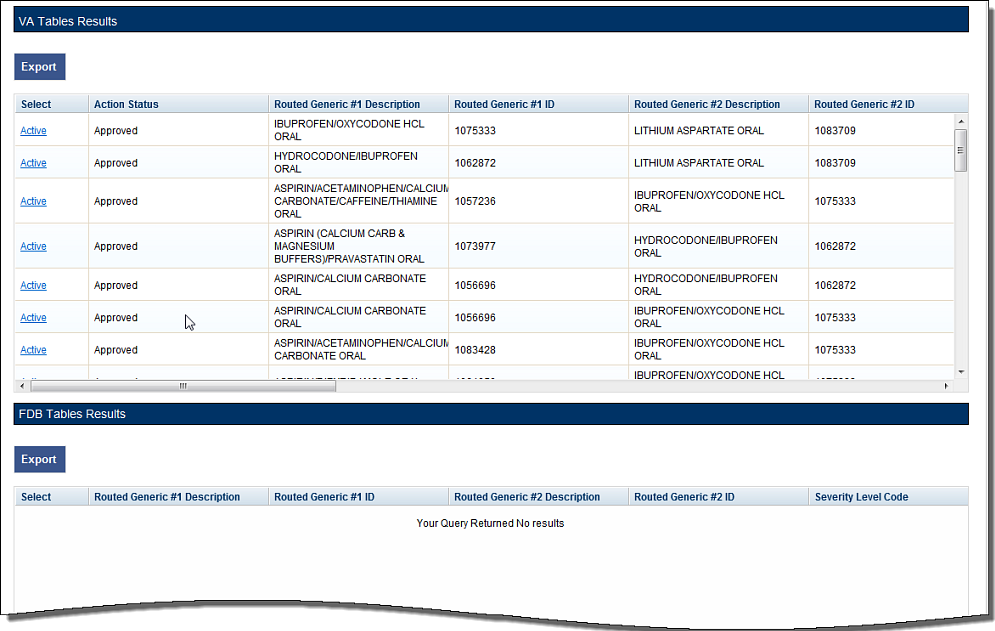 VA Tables Results
Export
Select Action Status Routed Generic #1 Description Routed Generic #1 ID Routed Generic #2 Description Routed Generic #2 ID
Active Approved IBUPROFEN/OXYCODONE HCL ORAL 1075333 LITHIUM ASPARTATE ORAL 1083709
Active Approved HYDROCODONE/IBUPROFEN ORAL 1062872 LITHIUM ASPARTATE ORAL 1083709
Active Approved ASPIRIN/ACETAMINOPHEN/CALCIUM CARBONATE/CAFFEINE/THIAMINE ORAL 1057236 IBUPROFEN/OXYCODONE HCL ORAL 1075333
Active Approved ASPIRIN (CALCIUM CARB & MAGNESIUM BUFFERS)/PRAVASTATIN ORAL 1073977 HYDROCODONE/IBUPROFEN ORAL 1062872
Active Approved ASPIRIN/CALCIUM CARBONATE ORAL 1056696 HYDROCODONE/IBUPROFEN ORAL 1062872
Active Approved ASPIRIN/CALCIUM CARBONATE ORAL 1056696 IBUPROFEN/OXYCODONE HCL ORAL 1075333
Active Approved ASPIRIN/ACETAMINOPHEN/CALCIUM CARBONATE ORAL 1083428 IBUPROFEN/OXYCODONE HCL ORAL 1075333
IBUPROFEN/OXYCODONE HCL
FDB Tables Results
Export
Select Routed Generic #1 Description Routed Generic #1 ID Routed Generic #2 Description Routed Generic #2 ID Severity Level Code
Your Query Returned No results